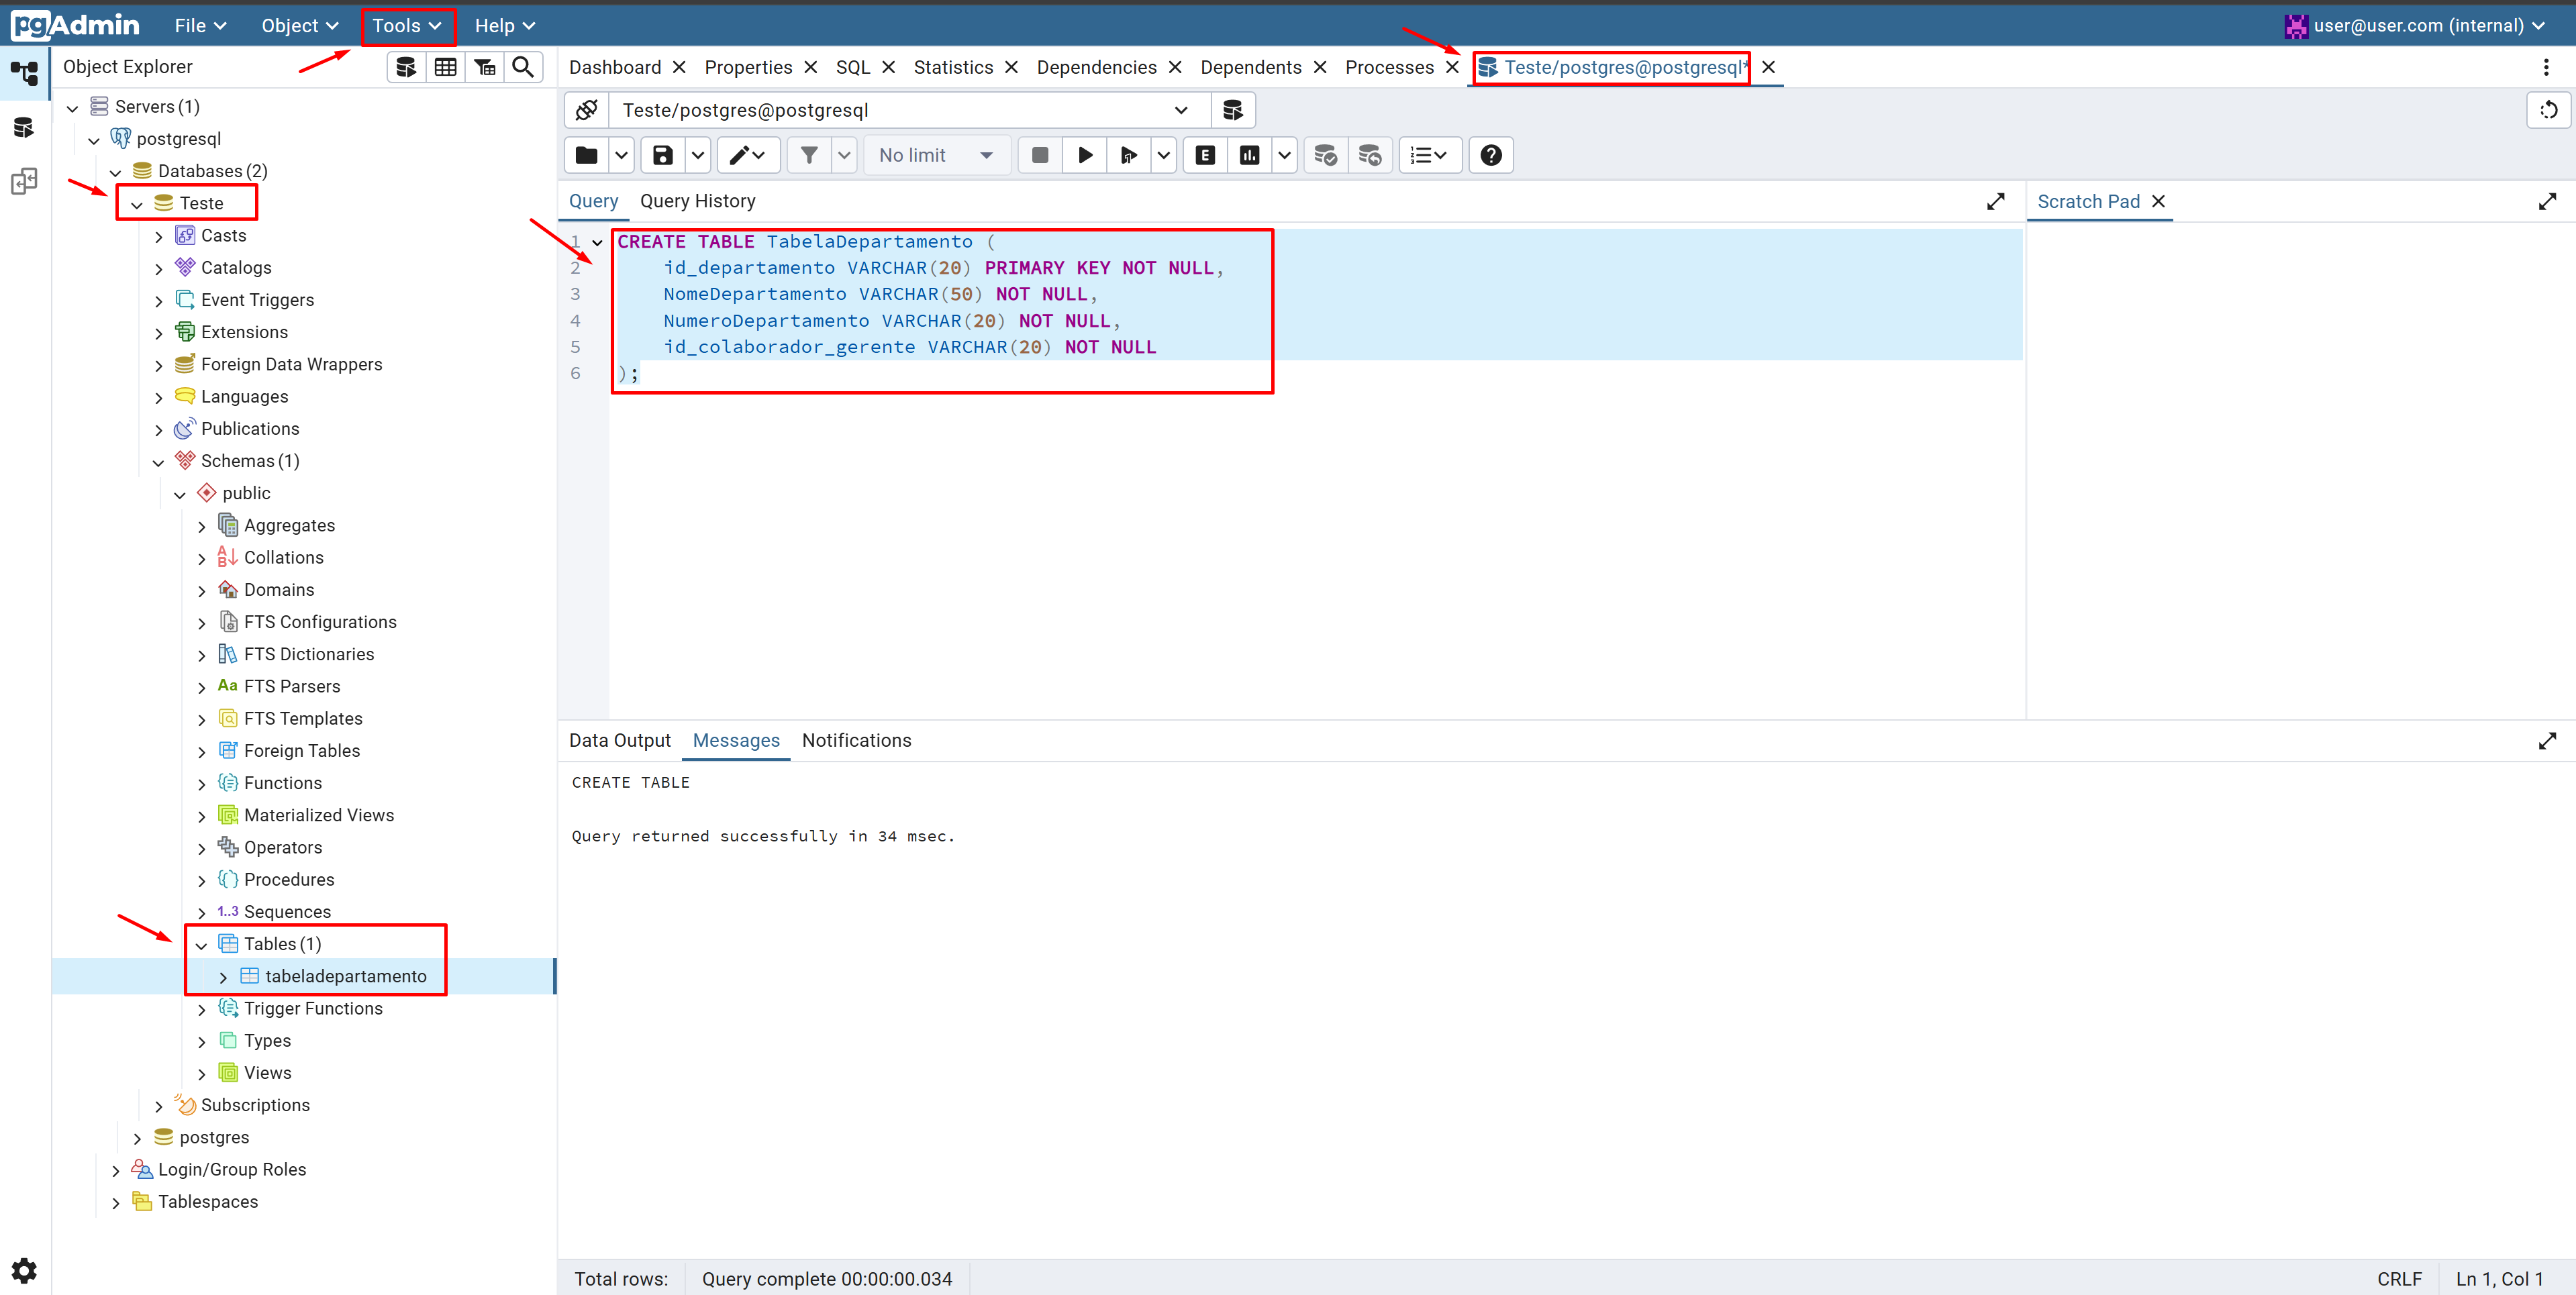 pgAdmin File Object Tools Help user@user.com (internal)
Object Explorer
Dashboard Properties SQL Statistics Dependencies Dependents Processes Teste/postgres@postgresql*
Servers (1)
postgresql
Databases (2)
Teste
Casts
Catalogs
Event Triggers
Extensions
Foreign Data Wrappers
Languages
Publications
Schemas (1)
public
Aggregates
Collations
Domains
FTS Configurations
FTS Dictionaries
Aa FTS Parsers
FTS Templates
Foreign Tables
Functions
Materialized Views
Operators
Procedures
1..3 Sequences
Tables (1)
tabeladepartamento
Trigger Functions
Types
Views
Subscriptions
postgres
Login/Group Roles
Tablespaces
Teste/postgres@postgresql
No limit E
Query Query History
Scratch Pad
1 CREATE TABLE TabelaDepartamento (
2 id_departamento VARCHAR(20) PRIMARY KEY NOT NULL,
3 NomeDepartamento VARCHAR(50) NOT NULL,
4 NumeroDepartamento VARCHAR(20) NOT NULL,
5 id_colaborador_gerente VARCHAR(20) NOT NULL
6 );
Data Output Messages Notifications
CREATE TABLE
Query returned successfully in 34 msec.
Total rows: Query complete 00:00:00.034 CRLF Ln 1, Col 1